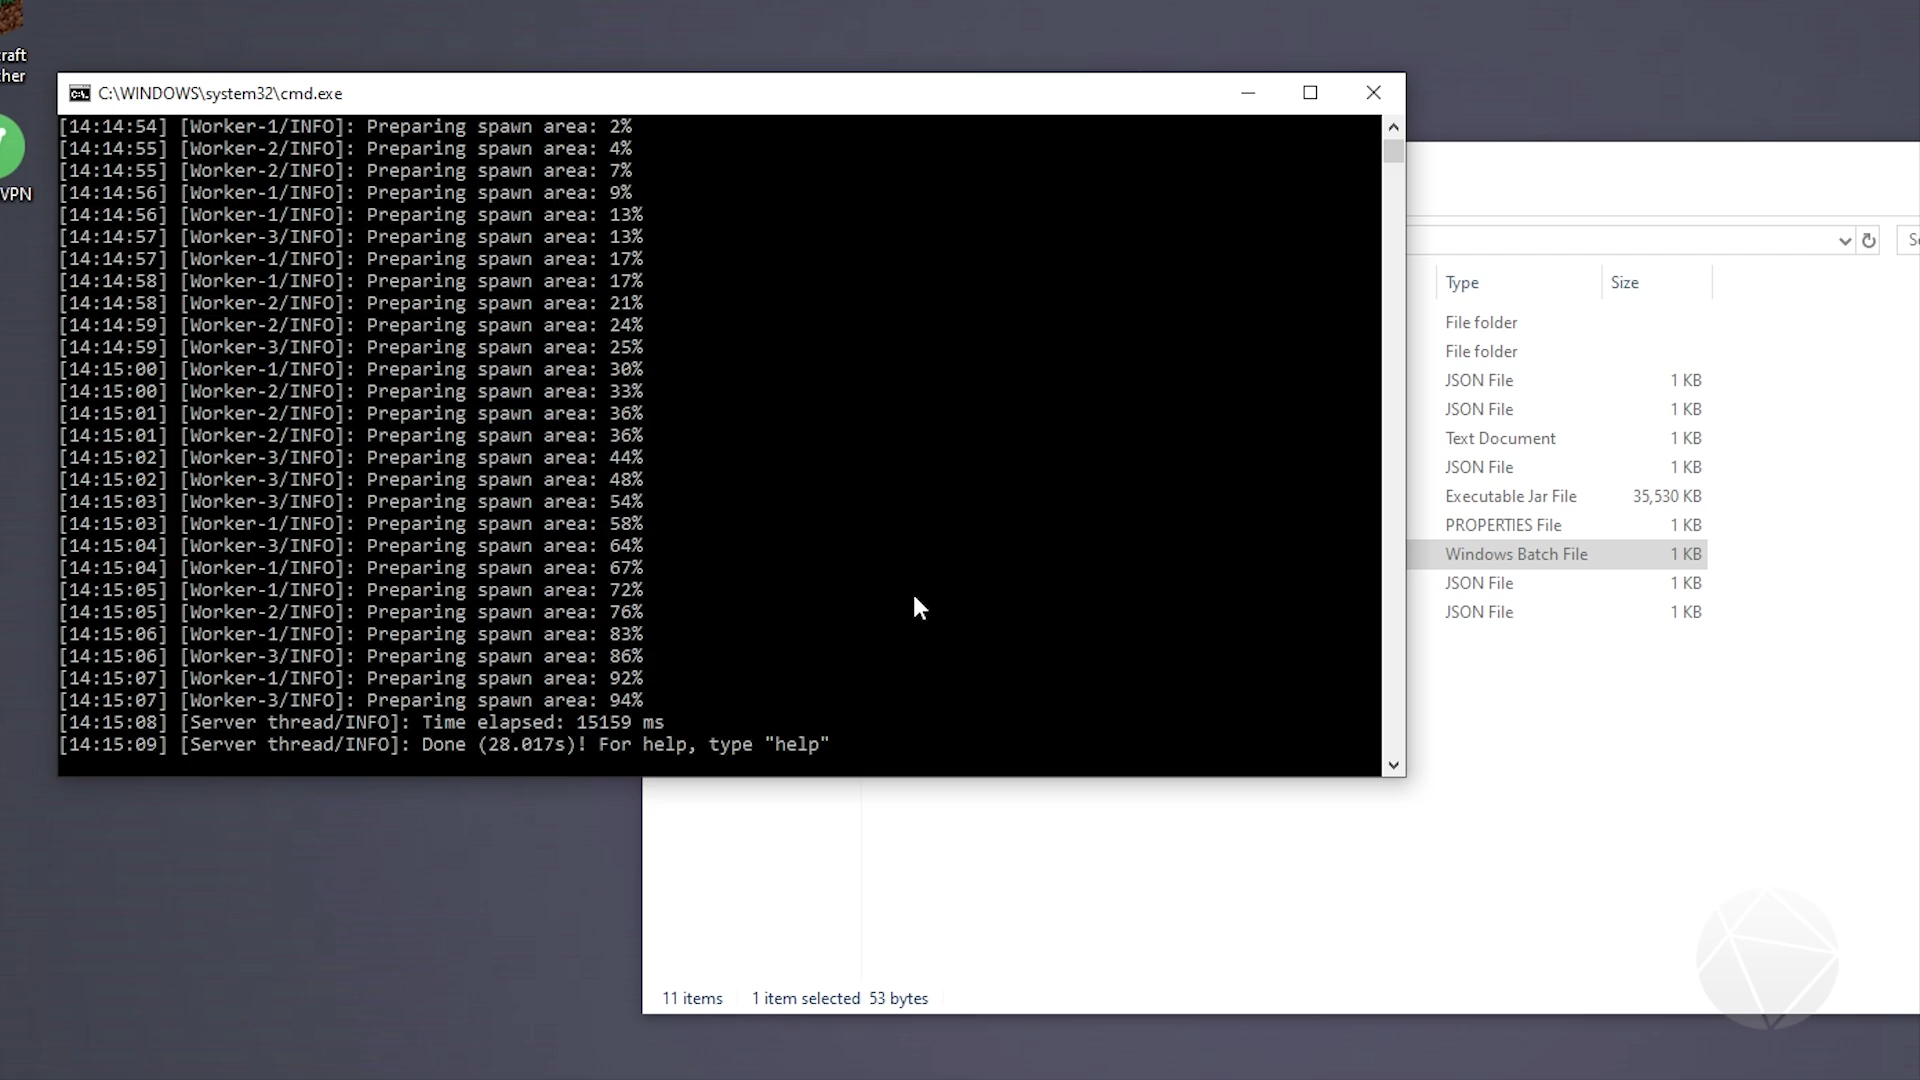 raft
her
VPN
C:\WINDOWS\system32\cmd.exe
[14:14:54] [Worker-1/INFO]: Preparing spawn area: 2%
[14:14:55] [Worker-2/INFO]: Preparing spawn area: 4%
[14:14:55] [Worker-2/INFO]: Preparing spawn area: 7%
[14:14:56] [Worker-1/INFO]: Preparing spawn area: 9%
[14:14:56] [Worker-1/INFO]: Preparing spawn area: 13%
[14:14:57] [Worker-3/INFO]: Preparing spawn area: 13%
[14:14:57] [Worker-1/INFO]: Preparing spawn area: 17%
[14:14:58] [Worker-1/INFO]: Preparing spawn area: 17%
[14:14:58] [Worker-2/INFO]: Preparing spawn area: 21%
[14:14:59] [Worker-2/INFO]: Preparing spawn area: 24%
[14:14:59] [Worker-3/INFO]: Preparing spawn area: 25%
[14:15:00] [Worker-1/INFO]: Preparing spawn area: 30%
[14:15:00] [Worker-2/INFO]: Preparing spawn area: 33%
[14:15:01] [Worker-2/INFO]: Preparing spawn area: 36%
[14:15:01] [Worker-2/INFO]: Preparing spawn area: 36%
[14:15:02] [Worker-3/INFO]: Preparing spawn area: 44%
[14:15:02] [Worker-3/INFO]: Preparing spawn area: 48%
[14:15:03] [Worker-3/INFO]: Preparing spawn area: 54%
[14:15:03] [Worker-1/INFO]: Preparing spawn area: 58%
[14:15:04] [Worker-3/INFO]: Preparing spawn area: 64%
[14:15:04] [Worker-1/INFO]: Preparing spawn area: 67%
[14:15:05] [Worker-1/INFO]: Preparing spawn area: 72%
[14:15:05] [Worker-2/INFO]: Preparing spawn area: 76%
[14:15:06] [Worker-1/INFO]: Preparing spawn area: 83%
[14:15:06] [Worker-3/INFO]: Preparing spawn area: 86%
[14:15:07] [Worker-1/INFO]: Preparing spawn area: 92%
[14:15:07] [Worker-3/INFO]: Preparing spawn area: 94%
[14:15:08] [Server thread/INFO]: Time elapsed: 15159 ms
[14:15:09] [Server thread/INFO]: Done (28.017s)! For help, type "help"
Type Size
File folder
File folder
JSON File 1 KB
JSON File 1 KB
Text Document 1 KB
JSON File 1 KB
Executable Jar File 35,530 KB
PROPERTIES File 1 KB
Windows Batch File 1 KB
JSON File 1 KB
JSON File 1 KB
11 items 1 item selected 53 bytes